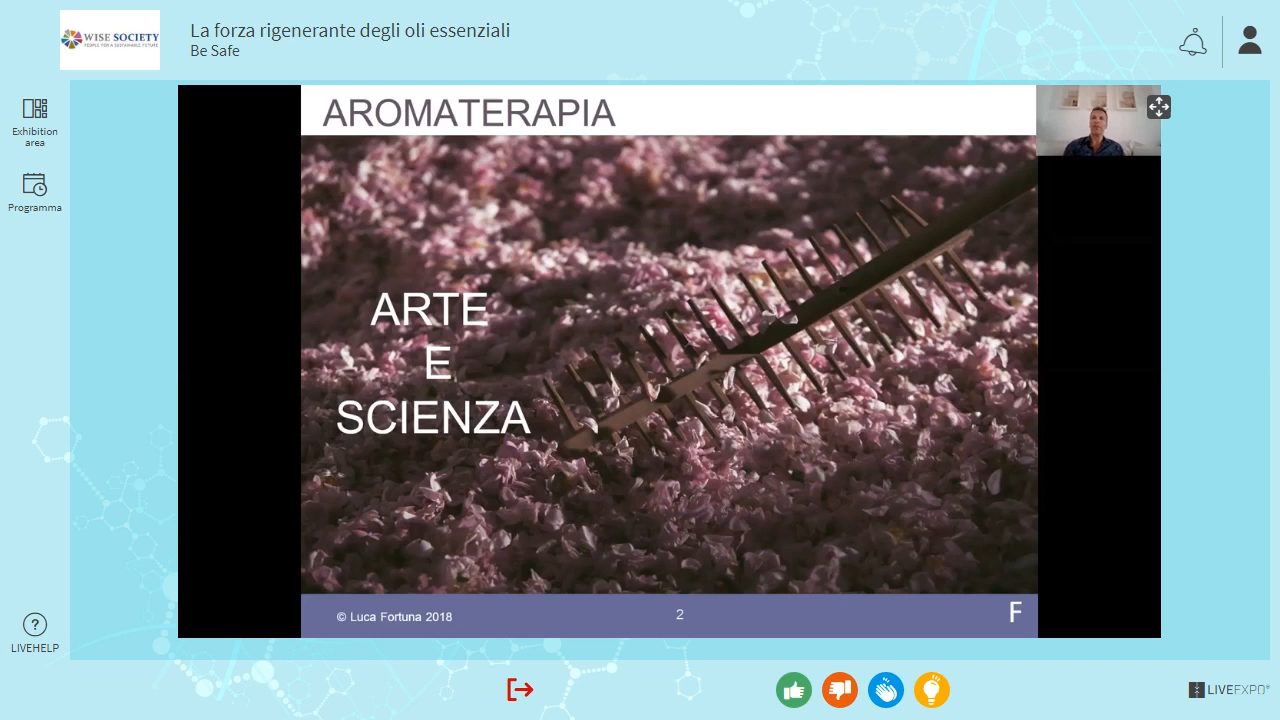 WISE SOCIETY
PEOPLE FOR A SUSTAINABLE FUTURE
La forza rigenerante degli oli essenziali
Be Safe
Exhibition
area
Programma
LIVEHELP
AROMATERAPIA
ARTE
E
SCIENZA
© Luca Fortuna 2018
2
F
LIVEEXPO®